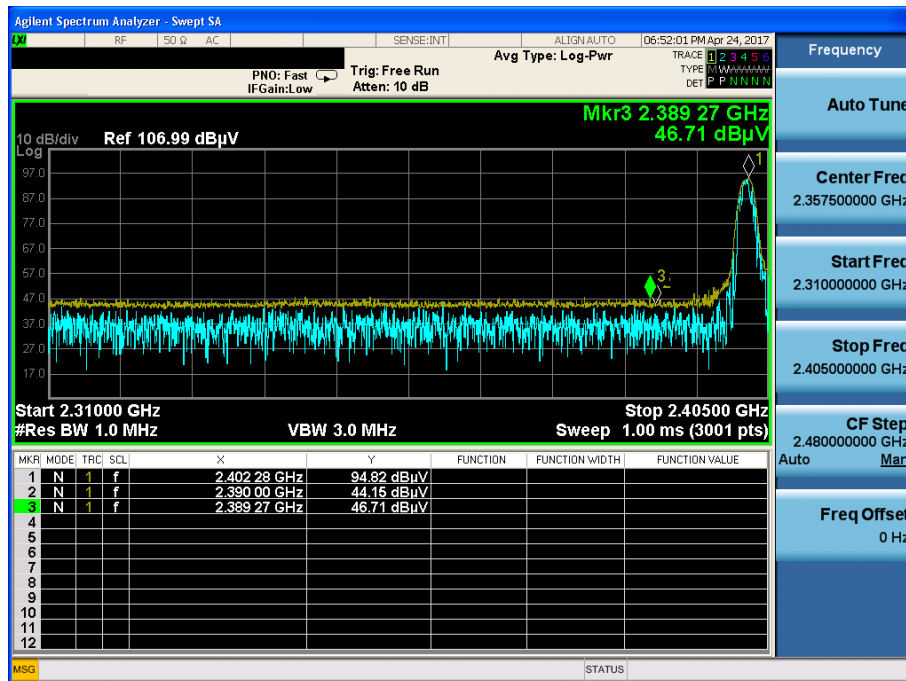 Agilent Spectrum Analyzer - Swept SA
LXI RF 50 Ω AC SENSE:INT ALIGN AUTO 06:52:01 PM Apr 24, 2017
Frequency
Avg Type: Log-Pwr
TRACE 1 2 3 4 5 6
PNO: Fast Trig: Free Run
TYPE M W
IFGain:Low Atten: 10 dB
DET P P N N N N
Auto Tune
Mkr3 2.389 27 GHz
46.71 dBµV
10 dB/div Ref 106.99 dBµV
Log
97.0
87.0
77.0
67.0
57.0
47.0
37.0
27.0
17.0
1
3
Center Freq
2.357500000 GHz
Start Freq
2.310000000 GHz
Stop Freq
2.405000000 GHz
Start 2.31000 GHz Stop 2.40500 GHz
#Res BW 1.0 MHz VBW 3.0 MHz Sweep 1.00 ms (3001 pts)
CF Step
2.480000000 GHz
Auto Man
Freq Offset
0 Hz
MKR MODE TRC SCL X Y FUNCTION FUNCTION WIDTH FUNCTION VALUE
1 N 1 f 2.402 28 GHz 94.82 dBµV
2 N 1 f 2.390 00 GHz 44.15 dBµV
3 N 1 f 2.389 27 GHz 46.71 dBµV
4
5
6
7
8
9
10
11
12
MSG STATUS